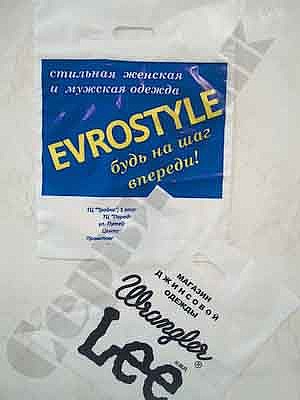 стильная женская
и мужская одежда
EVROSTYLE
будь на шаг
впереди!
МАГАЗИН
ДЖИНСОВОЙ
ОДЕЖДЫ
Wrangler
®
Lee